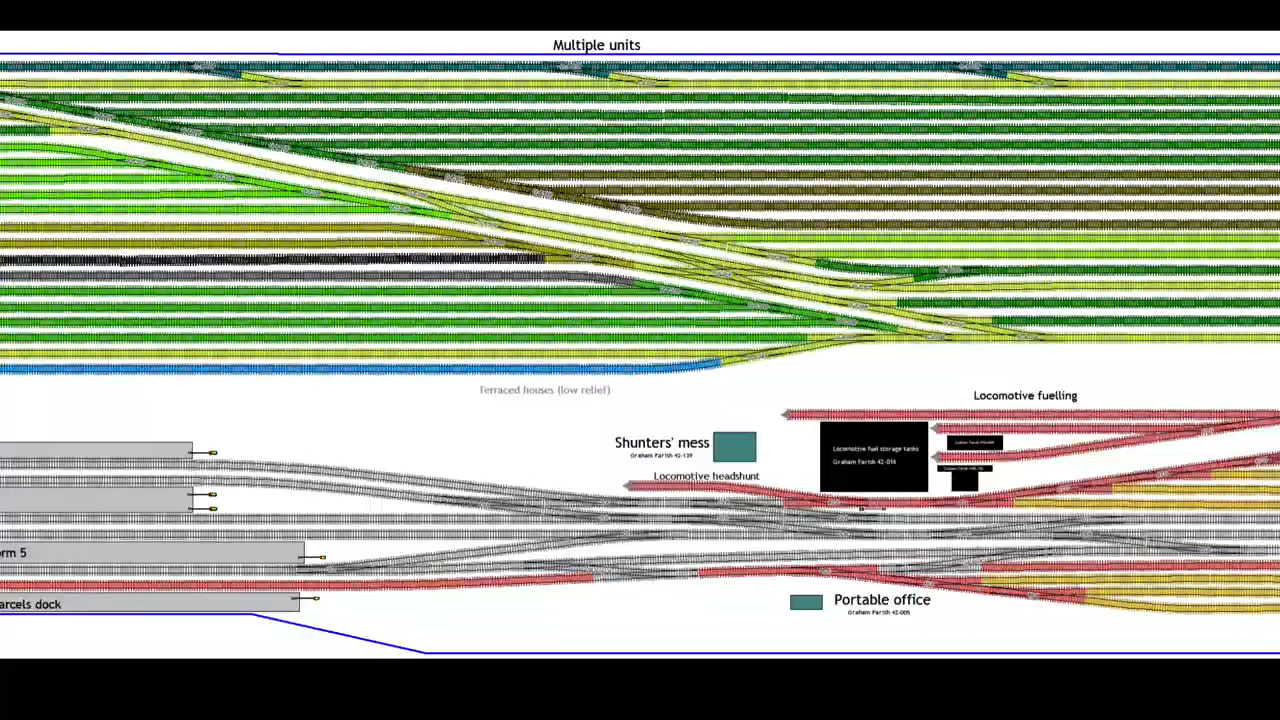 Multiple units
Terraced houses (low relief)
Locomotive fuelling
Shunters' mess
Graham Farish 42-139
Locomotive fuel storage tanks
Graham Farish 42-016
Locomotive headshunt
orm 5
arcels dock
Portable office
Graham Farish 42-005